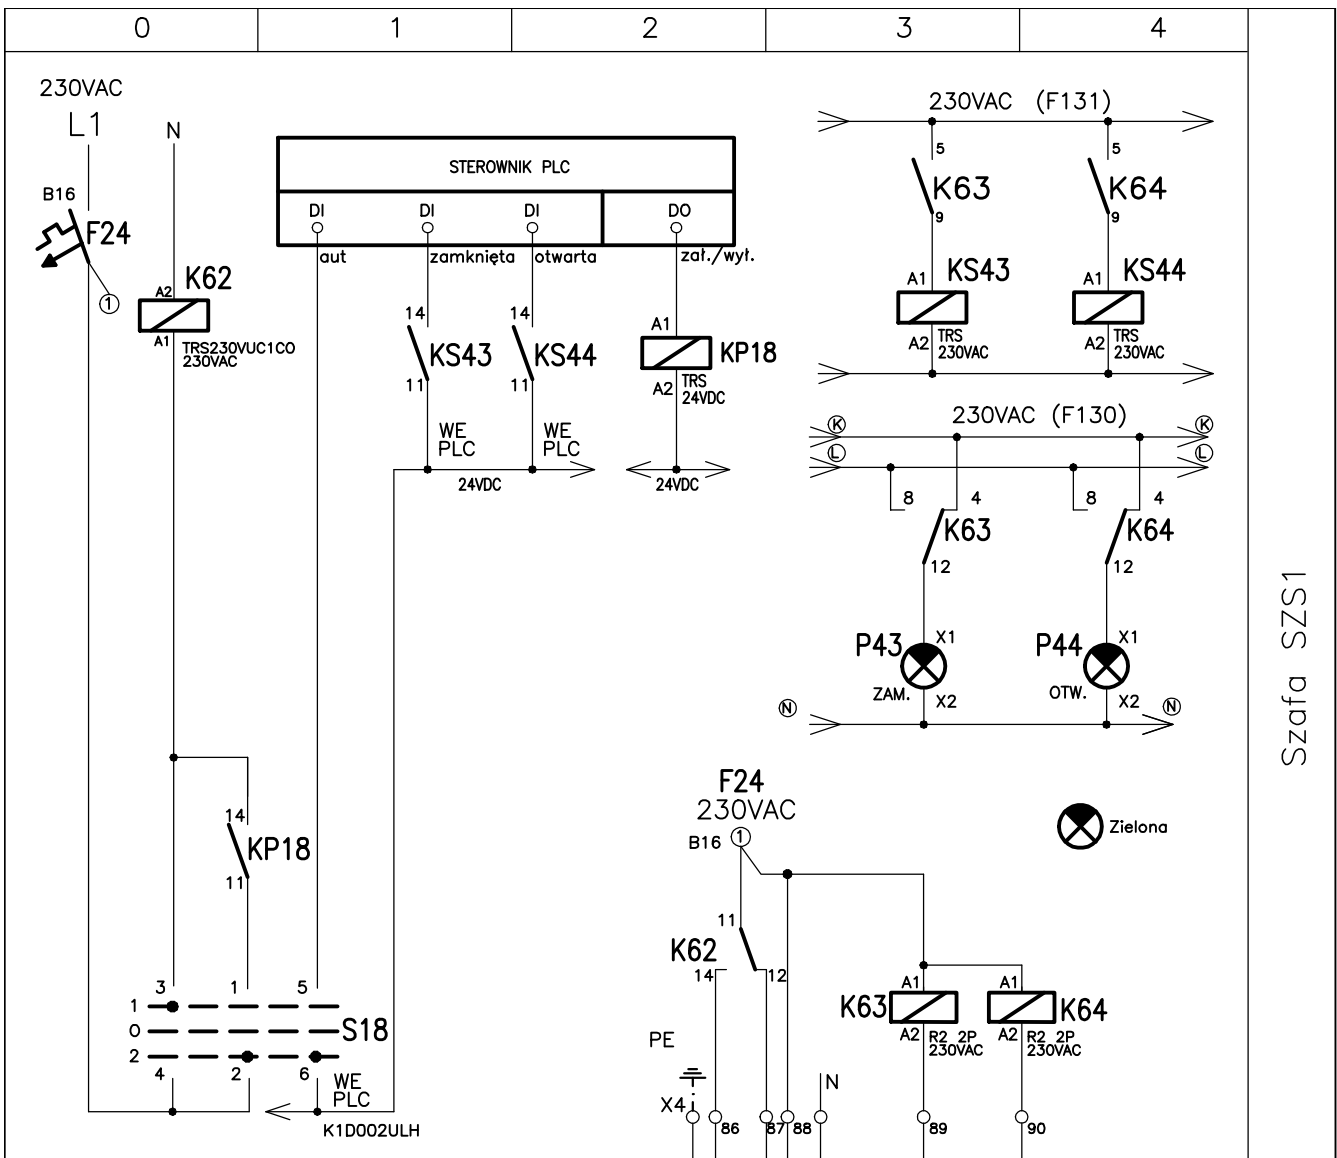 0 1 2 3 4
230VAC
L1
N
B16
F24
1
K62
A2
A1
TRS230VUC1CO
230VAC
STEROWNIK PLC
DI DI DI DO
aut zamknięta otwarta zał./wył.
14
KS43
11
14
KS44
11
A1
KP18
A2
TRS
24VDC
WE
PLC
WE
PLC
24VDC
24VDC
230VAC (F131)
5
K63
9
5
K64
9
A1
KS43
A2
TRS
230VAC
A1
KS44
A2
TRS
230VAC
230VAC (F130)
K K
L L
8 4
K63
12
8 4
K64
12
P43
X1
ZAM.
X2
P44
X1
OTW.
X2
N N
Zielona
14
KP18
11
3 1 5
1
0
2
S18
4 2 6
WE
PLC
K1D002ULH
F24
230VAC
B16
1
11
K62
14 12
A1
K63
A2
R2 2P
230VAC
A1
K64
A2
R2 2P
230VAC
PE
N
X4
86 87 88 89 90
Szafa SZS1